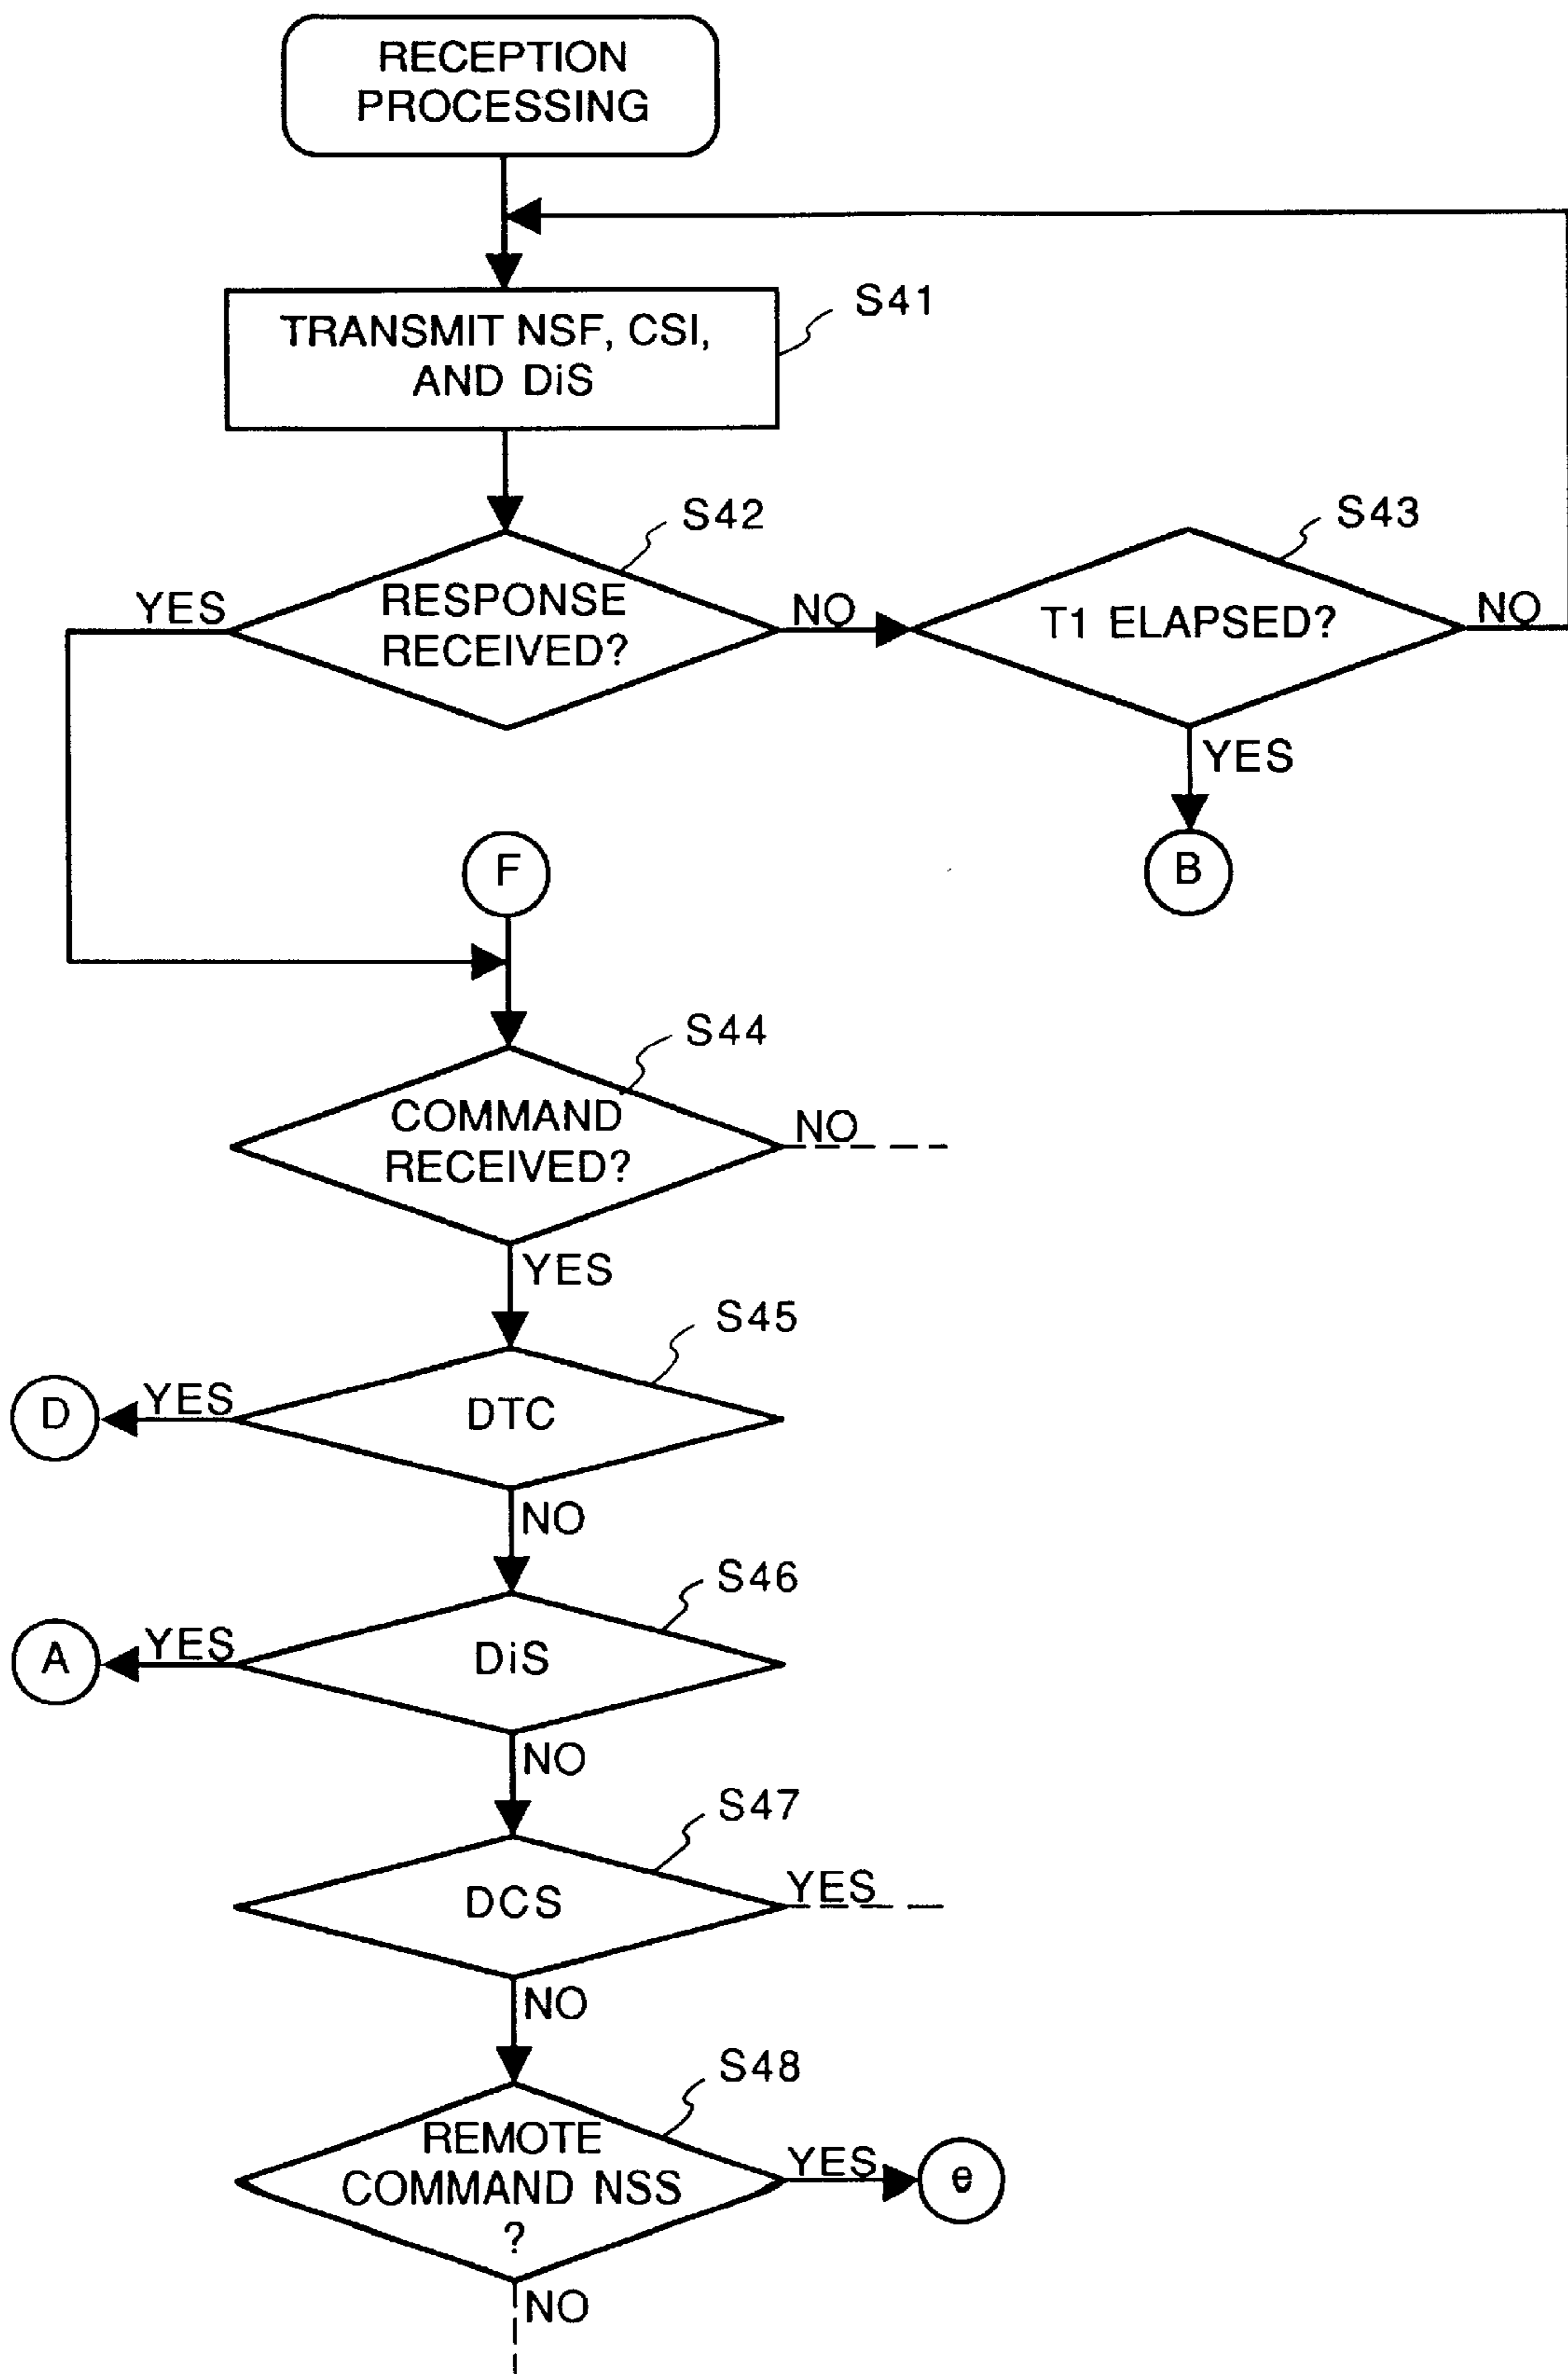 RECEPTION
PROCESSING
S41
TRANSMIT NSF, CSI,
AND DiS
S42
S43
YES
RESPONSE
RECEIVED?
NO
T1 ELAPSED?
NO
YES
F
B
S44
COMMAND
RECEIVED?
NO
YES
S45
D
YES
DTC
NO
S46
A
YES
DiS
NO
S47
DCS
YES
NO
S48
REMOTE
COMMAND NSS
?
YES
e
NO